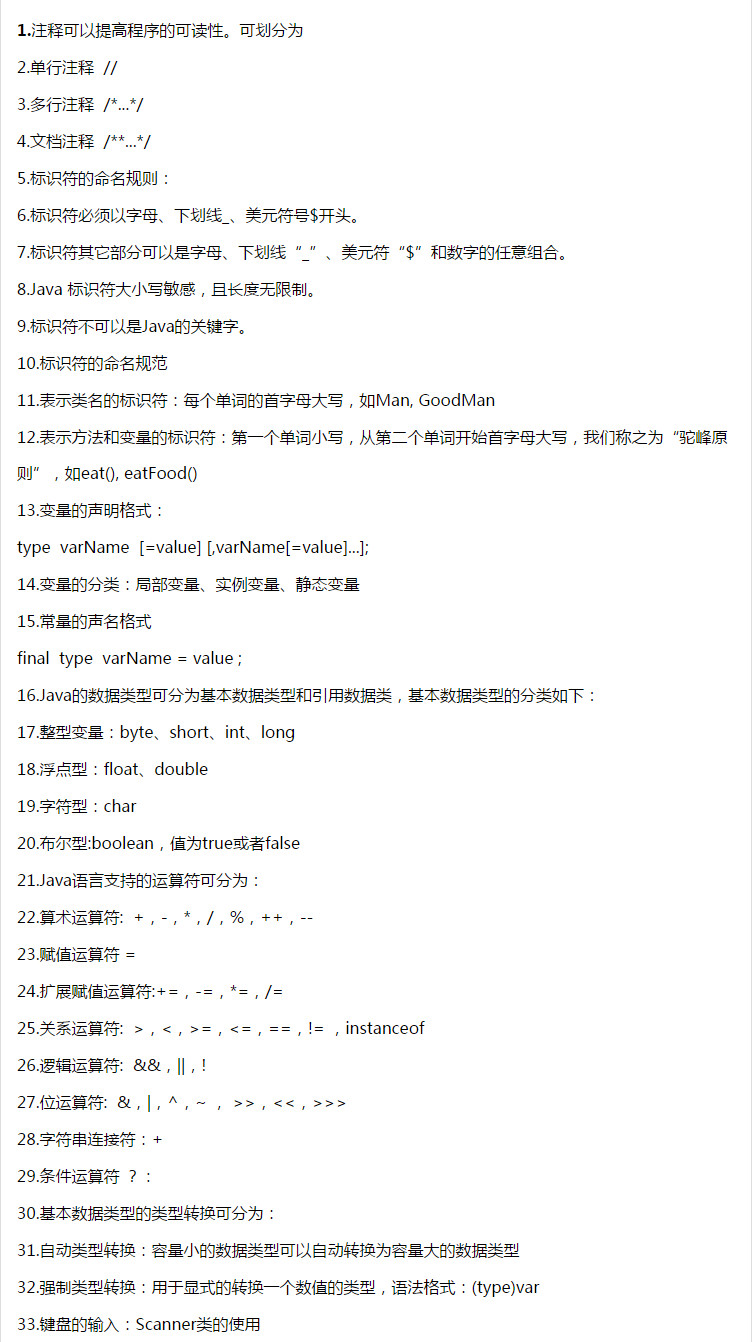 1.注释可以提高程序的可读性。可划分为
2.单行注释  //
3.多行注释  /*...*/
4.文档注释  /**...*/
5.标识符的命名规则：
6.标识符必须以字母、下划线_、美元符号$开头。
7.标识符其它部分可以是字母、下划线“_”、美元符“$”和数字的任意组合。
8.Java 标识符大小写敏感，且长度无限制。
9.标识符不可以是Java的关键字。
10.标识符的命名规范
11.表示类名的标识符：每个单词的首字母大写，如Man, GoodMan
12.表示方法和变量的标识符：第一个单词小写，从第二个单词开始首字母大写，我们称之为“驼峰原
则”，如eat(), eatFood()
13.变量的声明格式：
type  varName  [=value] [,varName[=value]...];
14.变量的分类：局部变量、实例变量、静态变量
15.常量的声名格式
final  type  varName = value ;
16.Java的数据类型可分为基本数据类型和引用数据类，基本数据类型的分类如下：
17.整型变量：byte、short、int、long
18.浮点型：float、double
19.字符型：char
20.布尔型:boolean，值为true或者false
21.Java语言支持的运算符可分为：
22.算术运算符:  +，-，*，/，%，++，--
23.赋值运算符 =
24.扩展赋值运算符:+=，-=，*=，/=
25.关系运算符:  >，<，>=，<=，==，!= ，instanceof
26.逻辑运算符:  &&，||，!
27.位运算符:  &，|，^，~ ， >>，<<，>>>
28.字符串连接符：+
29.条件运算符 ？：
30.基本数据类型的类型转换可分为：
31.自动类型转换：容量小的数据类型可以自动转换为容量大的数据类型
32.强制类型转换：用于显式的转换一个数值的类型，语法格式：(type)var
33.键盘的输入：Scanner类的使用